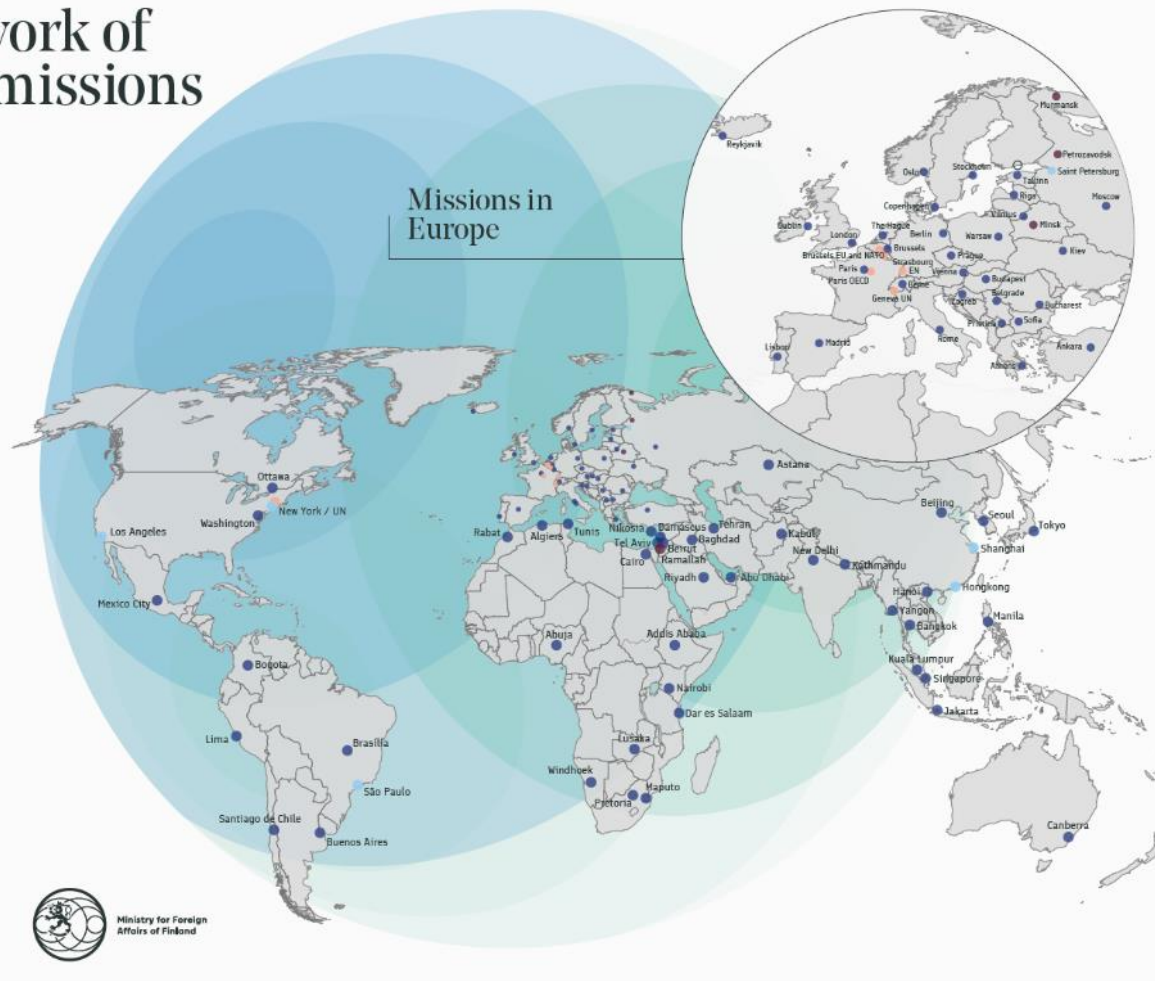 work of
missions
Missions in
Europe
Reykjavik
Murmansk
Petrozavodsk
Oslo
Stockholm
Saint Petersburg
Tallinn
Riga
Moscow
Copenhagen
Vilnius
Minsk
Dublin
London
The Hague
Berlin
Warsaw
Brussels
Kiev
Brussels EU and NATO
Prague
Strasbourg
EN
Paris
Vienna
Paris OECD
Budapest
Geneva UN
Zagreb
Belgrade
Bucharest
Pristina
Sofia
Lisbon
Madrid
Rome
Ankara
Athens
Ottawa
New York / UN
Washington
Los Angeles
Mexico City
Bogota
Lima
Brasília
São Paulo
Santiago de Chile
Buenos Aires
Astana
Rabat
Algiers
Tunis
Nikosia
Damascus
Tehran
Tel Aviv
Beirut
Baghdad
Cairo
Ramallah
Riyadh
Abu Dhabi
Kabul
New Delhi
Kathmandu
Beijing
Seoul
Tokyo
Shanghai
Hongkong
Hanoi
Yangon
Bangkok
Manila
Kuala Lumpur
Singapore
Jakarta
Abuja
Addis Ababa
Nairobi
Dar es Salaam
Lusaka
Windhoek
Maputo
Pretoria
Canberra
Ministry for Foreign
Affairs of Finland